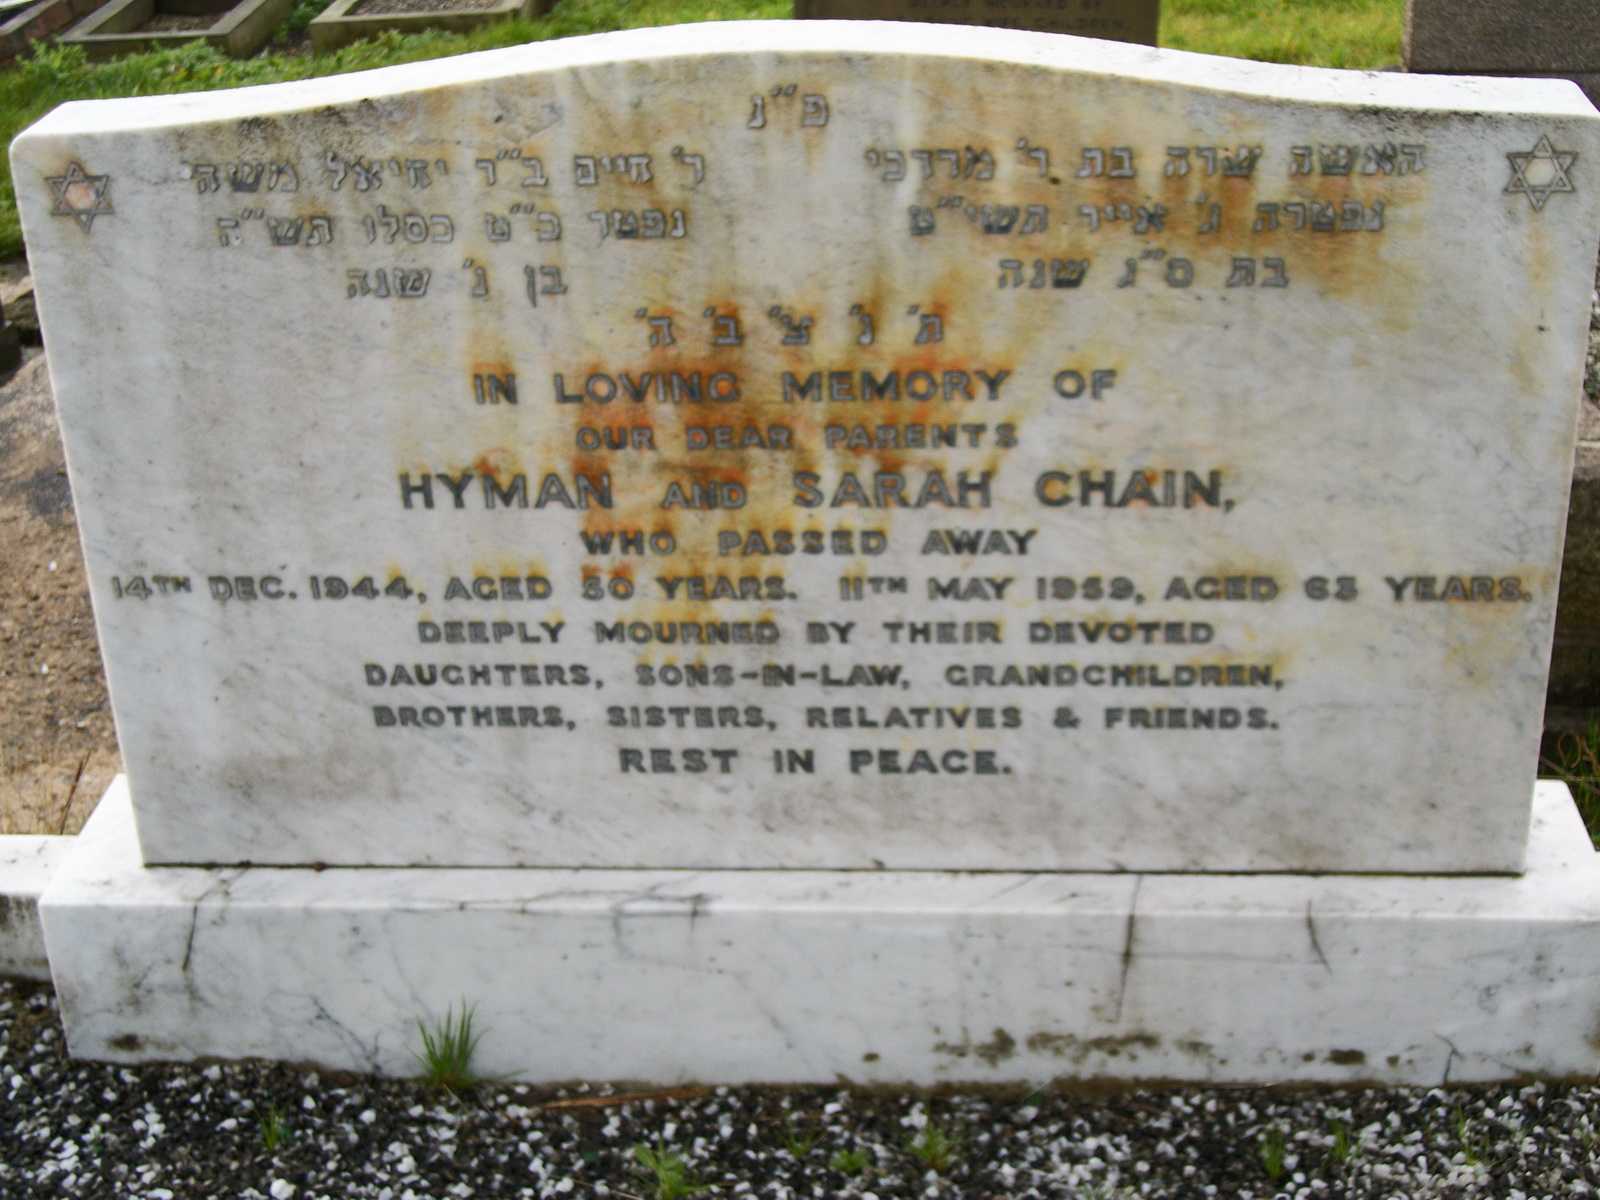 פ״נ
האשה שרה בת ר׳ מרדכי
נפטרה ג׳ אייר תשי״ט
בת ס״ג שנה
ר׳ חיים ב״ר יחיאל משה
נפטר כ״ט כסלו תש״ה
בן נ׳ שנה
ת׳ נ׳ צ׳ ב׳ ה׳
IN LOVING MEMORY OF
OUR DEAR PARENTS
HYMAN AND SARAH CHAIN,
WHO PASSED AWAY
14TH DEC. 1944, AGED 50 YEARS. 11TH MAY 1959, AGED 63 YEARS.
DEEPLY MOURNED BY THEIR DEVOTED
DAUGHTERS, SONS-IN-LAW, GRANDCHILDREN,
BROTHERS, SISTERS, RELATIVES & FRIENDS.
REST IN PEACE.